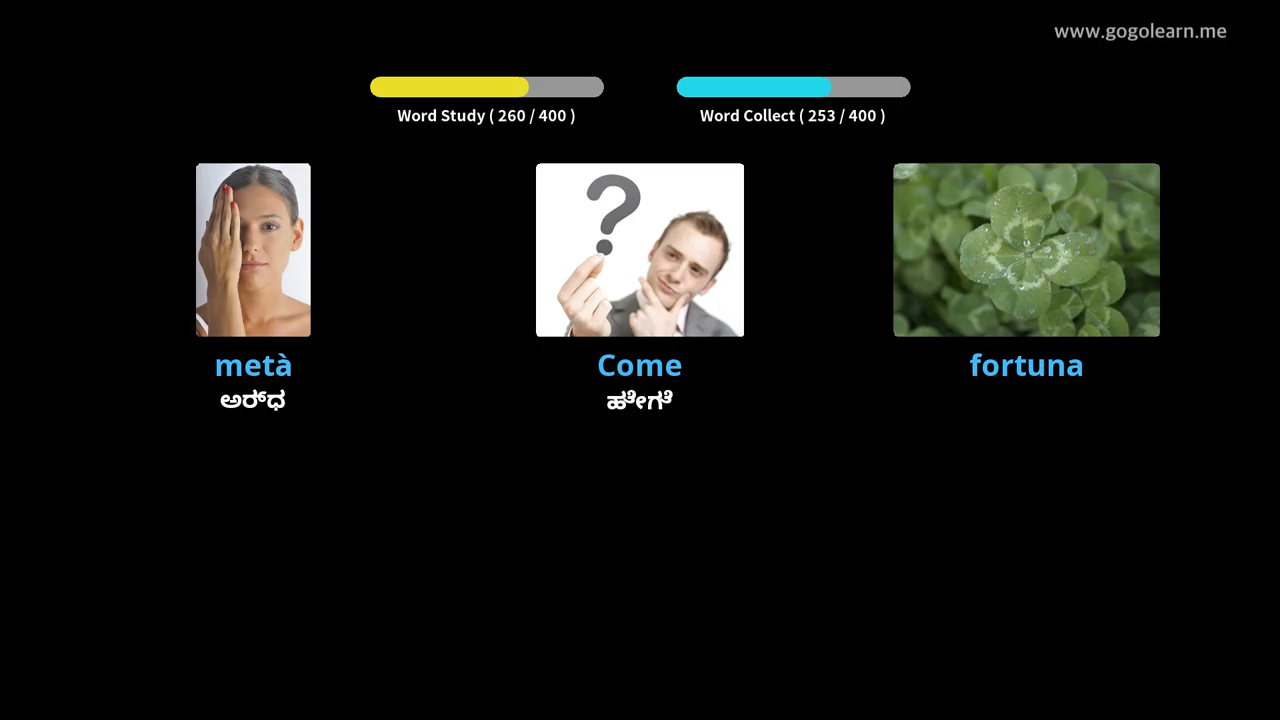 www.gogolearn.me
Word Study ( 260 / 400 )
Word Collect ( 253 / 400 )
metà
Come
fortuna
ಅರ್ಧ
ಹೇಗೆ